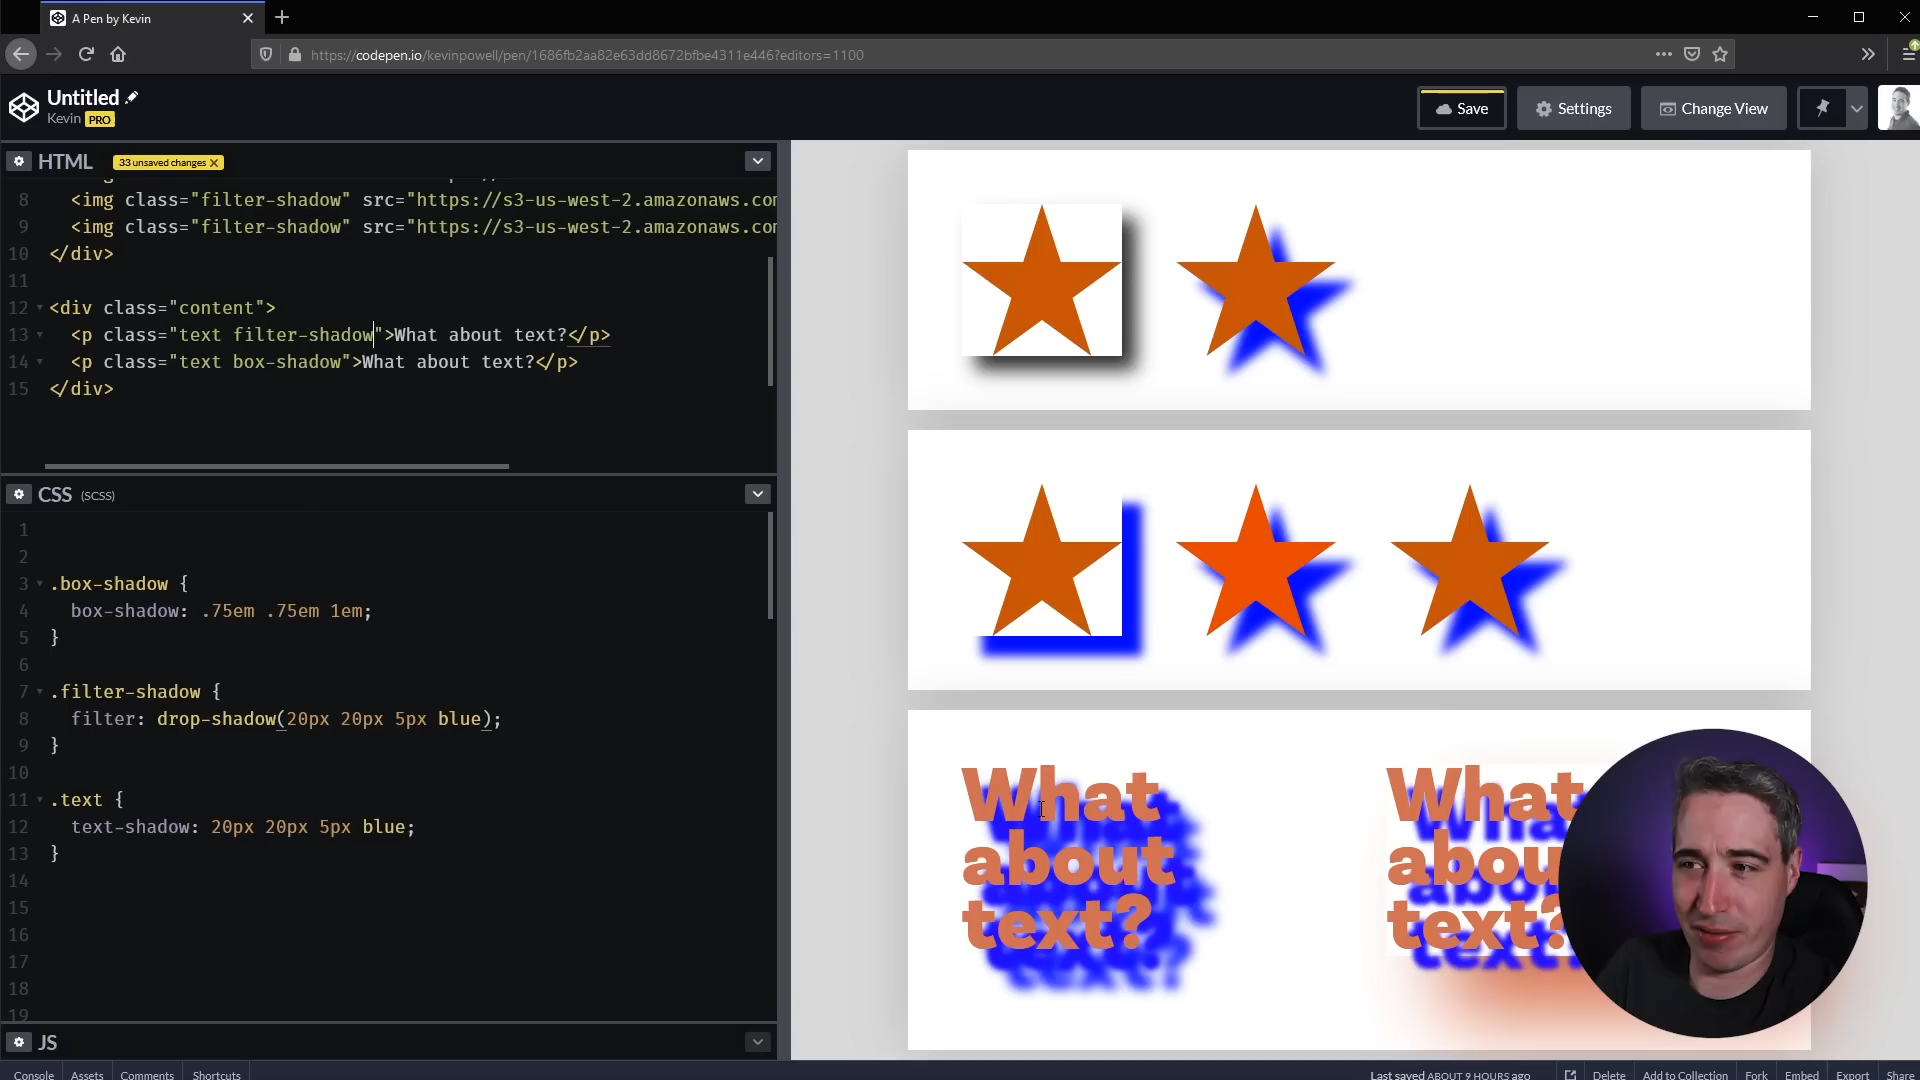 A Pen by Kevin
https://codepen.io/kevinpowell/pen/1686fb2aa82e63dd8672bfbe4311e446?editors=1100
Untitled
Kevin PRO
Save
Settings
Change View
HTML
33 unsaved changes ×
8 <img class="filter-shadow" src="https://s3-us-west-2.amazonaws.com
9 <img class="filter-shadow" src="https://s3-us-west-2.amazonaws.com
10 </div>
11
12 <div class="content">
13 <p class="text filter-shadow">What about text?</p>
14 <p class="text box-shadow">What about text?</p>
15 </div>
CSS (SCSS)
1
2
3 .box-shadow {
4 box-shadow: .75em .75em 1em;
5 }
6
7 .filter-shadow {
8 filter: drop-shadow(20px 20px 5px blue);
9 }
10
11 .text {
12 text-shadow: 20px 20px 5px blue;
13 }
14
15
16
17
18
19
JS
What
about
text?
What
about
text?
Console Assets Comments Shortcuts
Last saved ABOUT 9 HOURS ago Delete Add to Collection Fork Embed Export Share